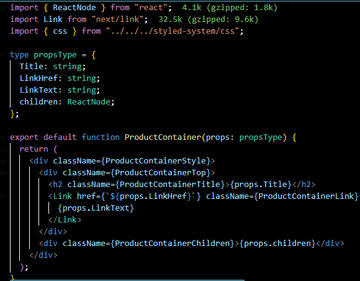 import { ReactNode } from "react";  4.1k (gzipped: 1.8k)
import Link from "next/link";  32.5k (gzipped: 9.6k)
import { css } from "../../../styled-system/css";

type propsType = {
  Title: string;
  LinkHref: string;
  LinkText: string;
  children: ReactNode;
};

export default function ProductContainer(props: propsType) {
  return (
    <div className={ProductContainerStyle}>
      <div className={ProductContainerTop}>
        <h2 className={ProductContainerTitle}>{props.Title}</h2>
        <Link href={`${props.LinkHref}`} className={ProductContainerLink}
          {props.LinkText}
        </Link>
      </div>
      <div className={ProductContainerChildren}>{props.children}</div>
    </div>
  );
}